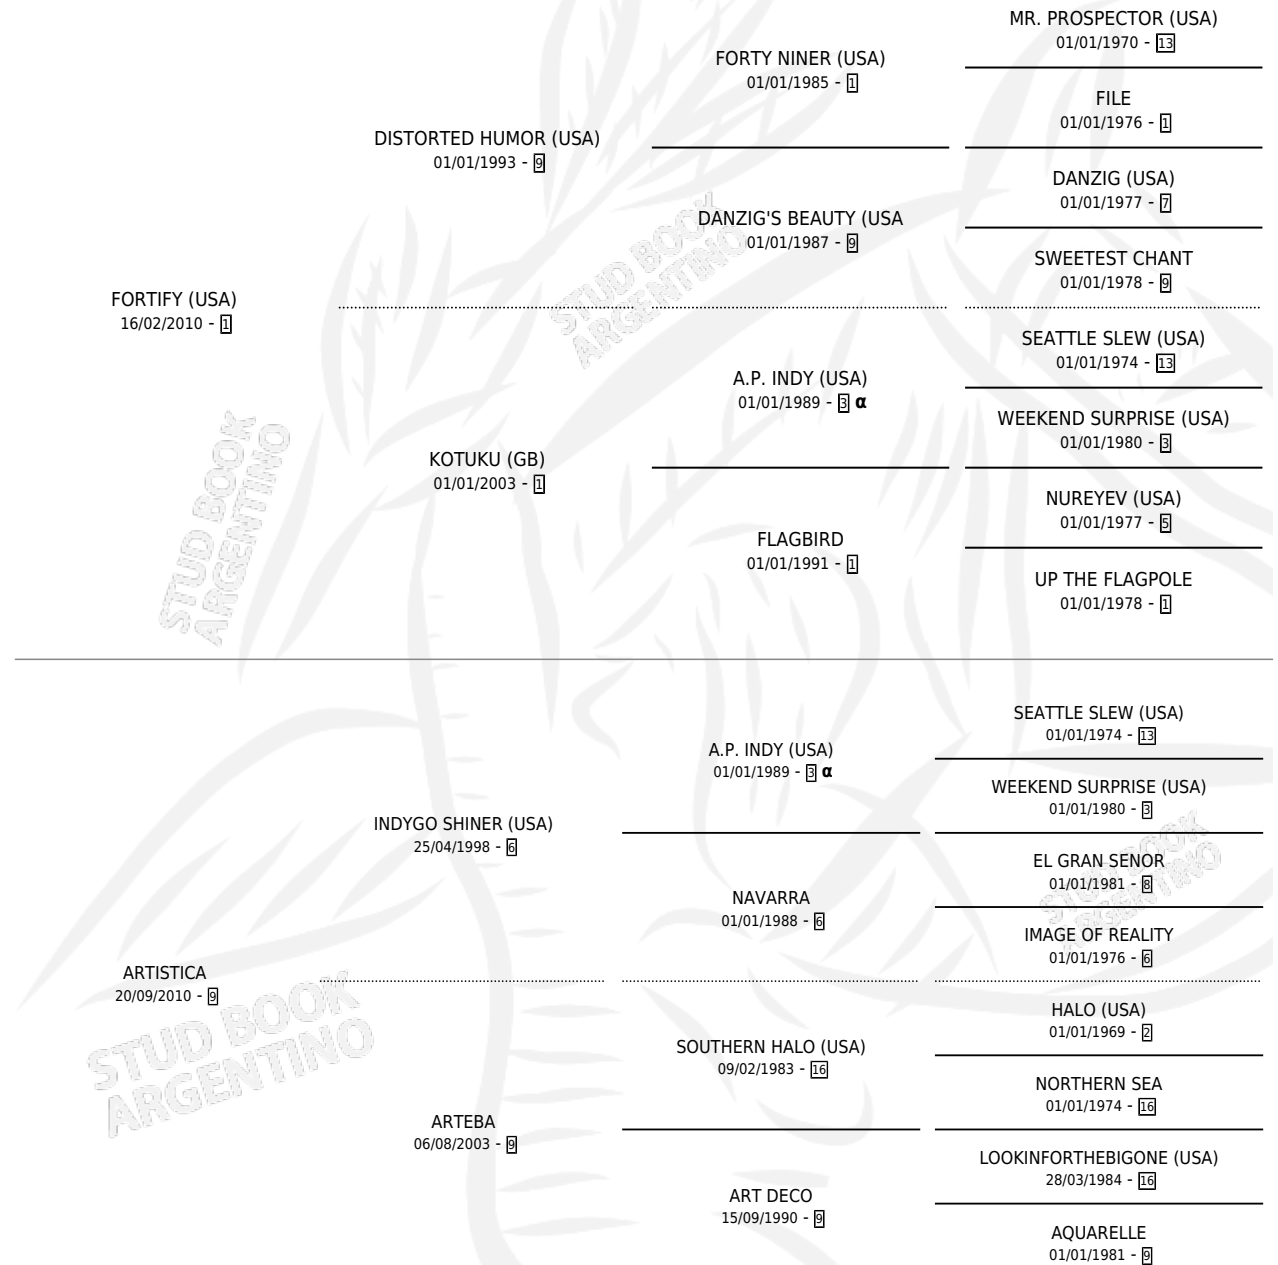 MR. PROSPECTOR (USA)
01/01/1970 - 13
FORTY NINER (USA)
01/01/1985 - 1
FILE
01/01/1976 - 1
DISTORTED HUMOR (USA)
01/01/1993 - 9
DANZIG (USA)
01/01/1977 - 7
DANZIG'S BEAUTY (USA
01/01/1987 - 9
SWEETEST CHANT
01/01/1978 - 9
FORTIFY (USA)
16/02/2010 - 1
STUD BOOK
ARGENTINO
SEATTLE SLEW (USA)
01/01/1974 - 13
A.P. INDY (USA)
01/01/1989 - 3 α
WEEKEND SURPRISE (USA)
01/01/1980 - 3
KOTUKU (GB)
01/01/2003 - 1
NUREYEV (USA)
01/01/1977 - 5
FLAGBIRD
01/01/1991 - 1
UP THE FLAGPOLE
01/01/1978 - 1
STUD BOOK
ARGENTINO
SEATTLE SLEW (USA)
01/01/1974 - 13
A.P. INDY (USA)
01/01/1989 - 3 α
WEEKEND SURPRISE (USA)
01/01/1980 - 3
INDYGO SHINER (USA)
25/04/1998 - 6
EL GRAN SENOR
01/01/1981 - 8
STUD BOOK
ARGENTINO
NAVARRA
01/01/1988 - 6
IMAGE OF REALITY
01/01/1976 - 6
ARTISTICA
20/09/2010 - 9
STUD BOOK
ARGENTINO
HALO (USA)
01/01/1969 - 2
SOUTHERN HALO (USA)
09/02/1983 - 16
NORTHERN SEA
01/01/1974 - 16
ARTEBA
06/08/2003 - 9
LOOKINFORTHEBIGONE (USA)
28/03/1984 - 16
ART DECO
15/09/1990 - 9
AQUARELLE
01/01/1981 - 9